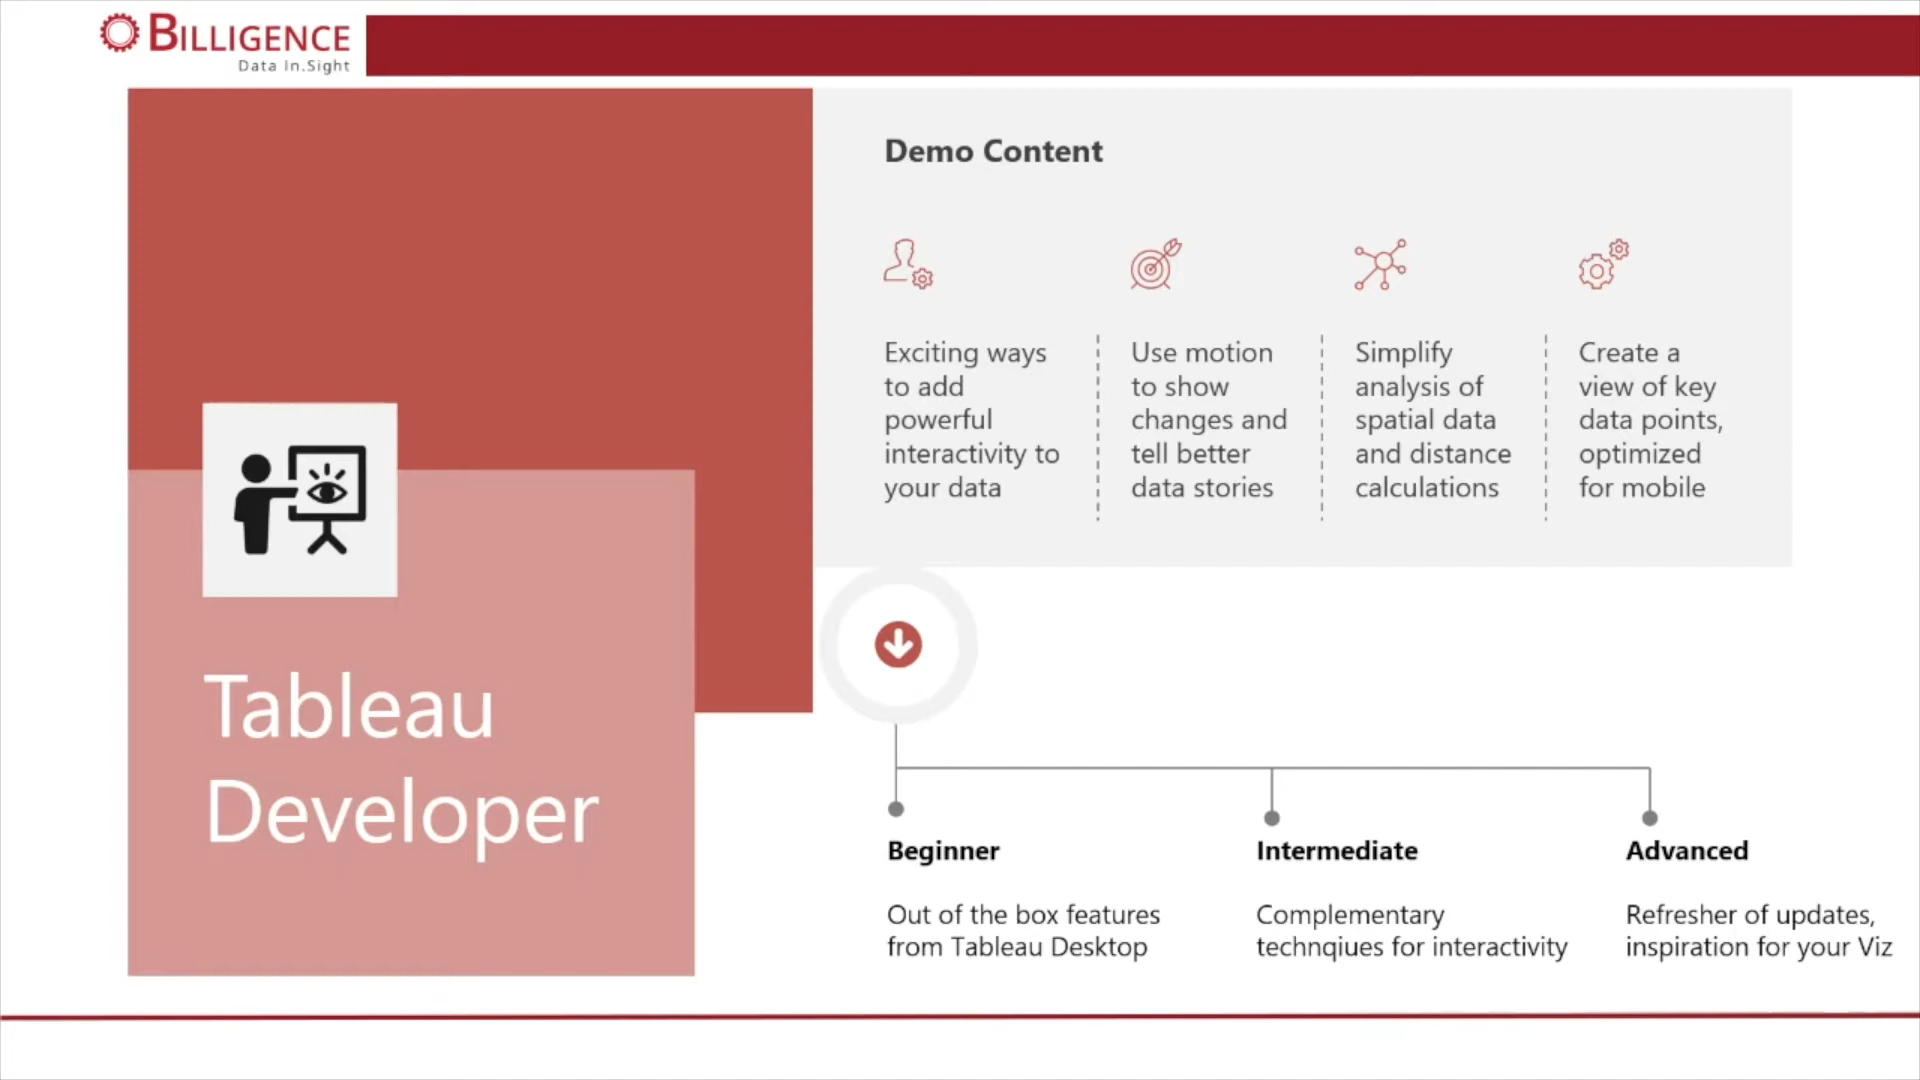 BILLIGENCE
Data In.Sight
Demo Content
Exciting ways
to add
powerful
interactivity to
your data
Use motion
to show
changes and
tell better
data stories
Simplify
analysis of
spatial data
and distance
calculations
Create a
view of key
data points,
optimized
for mobile
Tableau
Developer
Beginner
Out of the box features
from Tableau Desktop
Intermediate
Complementary
technqiues for interactivity
Advanced
Refresher of updates,
inspiration for your Viz